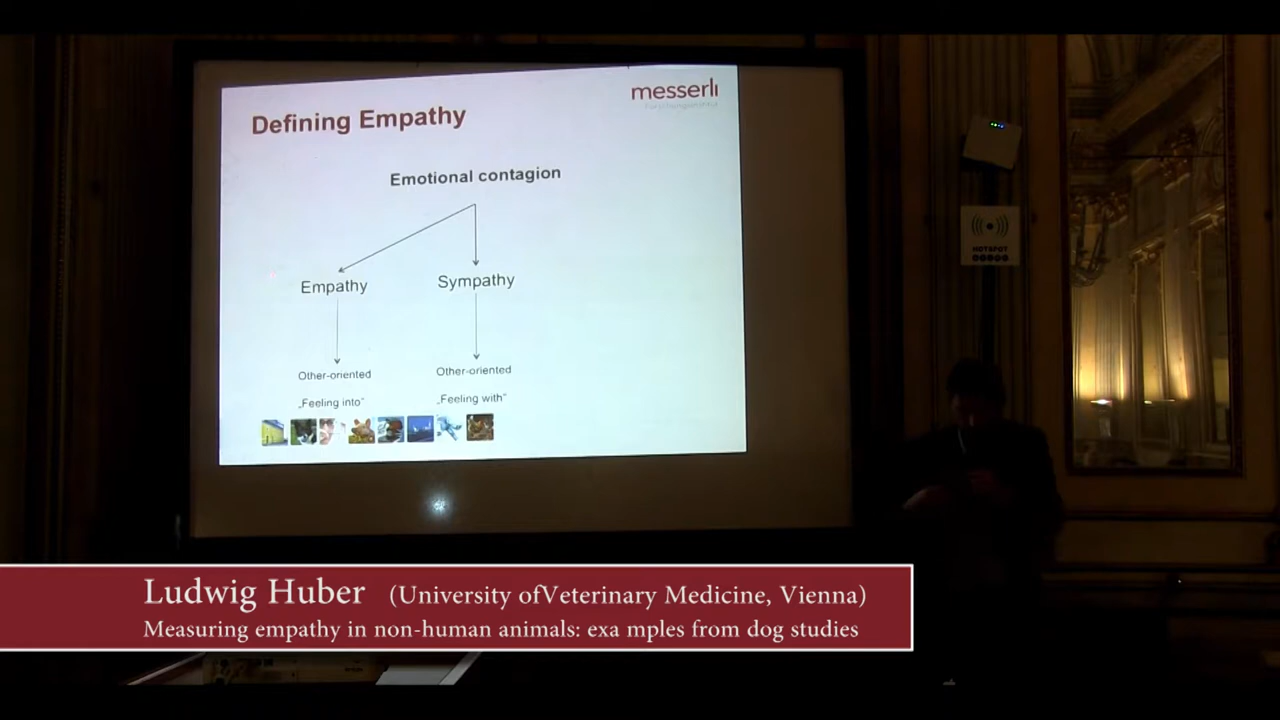 messerli
Defining Empathy
Emotional contagion
Empathy
Sympathy
Other-oriented
Other-oriented
„Feeling into“
„Feeling with“
HOTSPOT
Ludwig Huber (University ofVeterinary Medicine, Vienna)
Measuring empathy in non-human animals: exa mples from dog studies